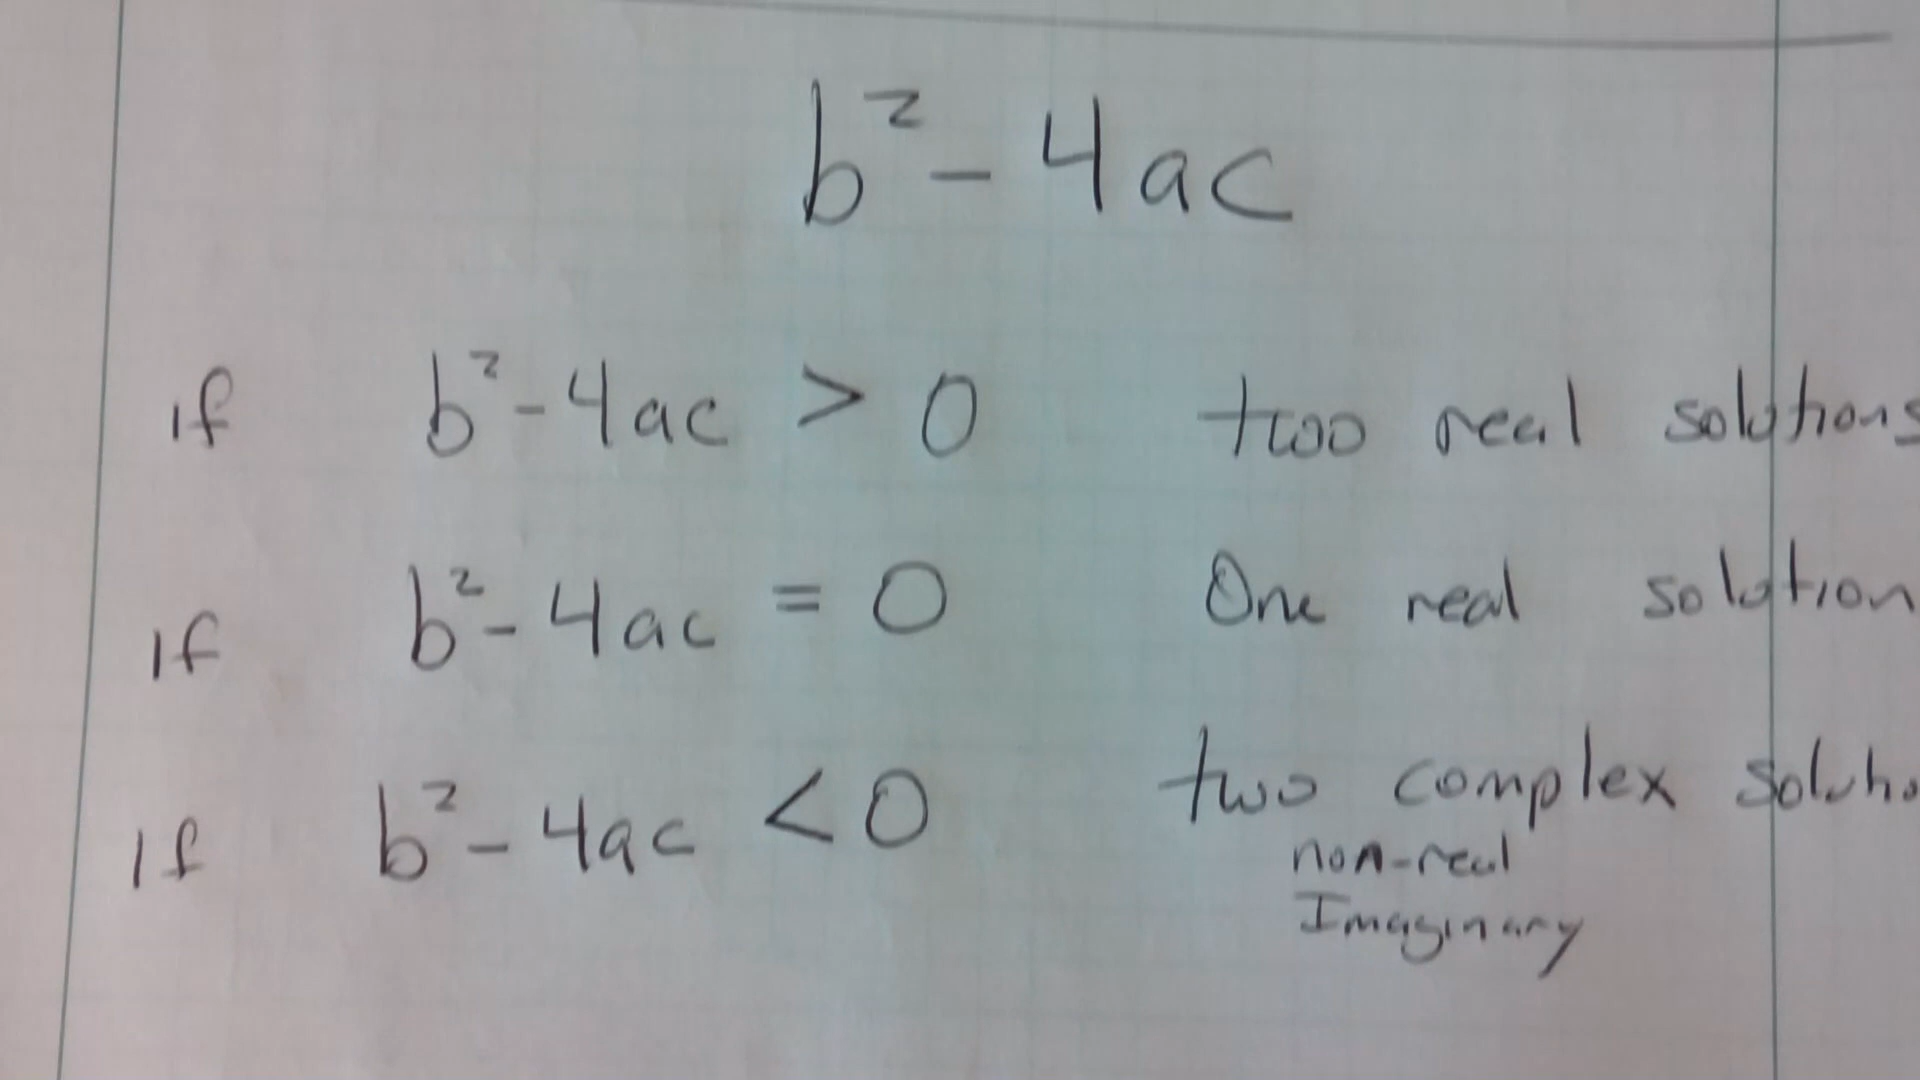 b² - 4ac
if b² - 4ac > 0 two real solutions
if b² - 4ac = 0 One real solution
if b² - 4ac < 0 two complex
non-real
Imaginary